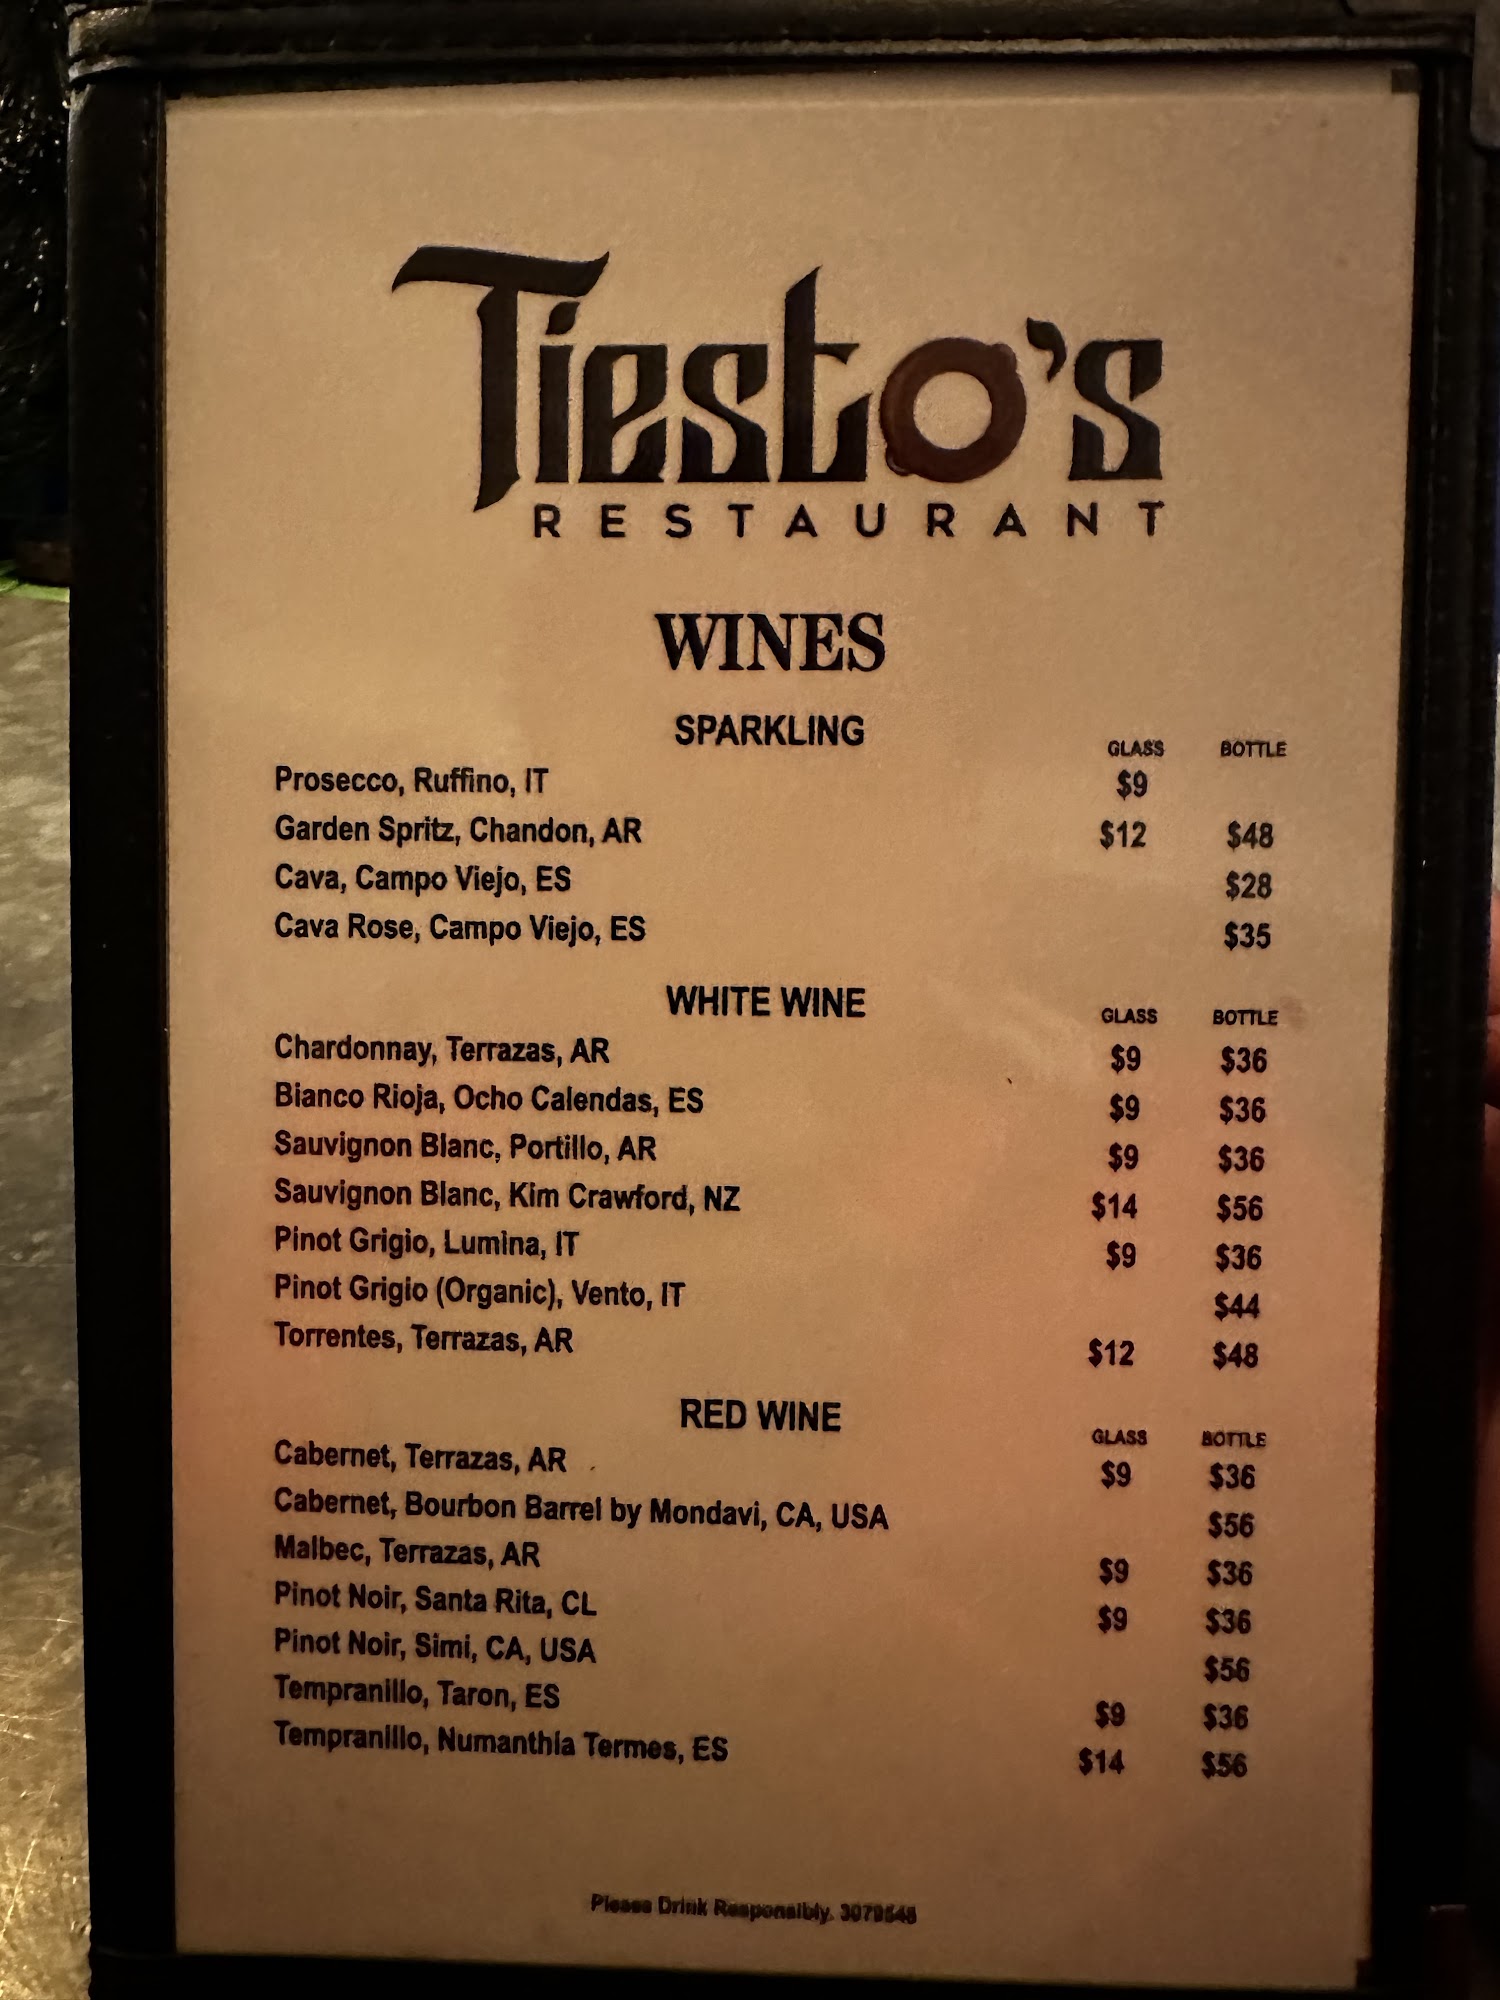 Tiesto's
RESTAURANT
WINES
SPARKLING
GLASS BOTTLE
Prosecco, Ruffino, IT $9
Garden Spritz, Chandon, AR $12 $48
Cava, Campo Viejo, ES $28
Cava Rose, Campo Viejo, ES $35
WHITE WINE
GLASS BOTTLE
Chardonnay, Terrazas, AR $9 $36
Bianco Rioja, Ocho Calendas, ES $9 $36
Sauvignon Blanc, Portillo, AR $9 $36
Sauvignon Blanc, Kim Crawford, NZ $14 $56
Pinot Grigio, Lumina, IT $9 $36
Pinot Grigio (Organic), Vento, IT $44
Torrentes, Terrazas, AR $12 $48
RED WINE
GLASS BOTTLE
Cabernet, Terrazas, AR $9 $36
Cabernet, Bourbon Barrel by Mondavi, CA, USA $56
Malbec, Terrazas, AR $9 $36
Pinot Noir, Santa Rita, CL $9 $36
Pinot Noir, Simi, CA, USA $56
Tempranillo, Taron, ES $9 $36
Tempranillo, Numanthia Termes, ES $14 $56
Please Drink Responsibly.